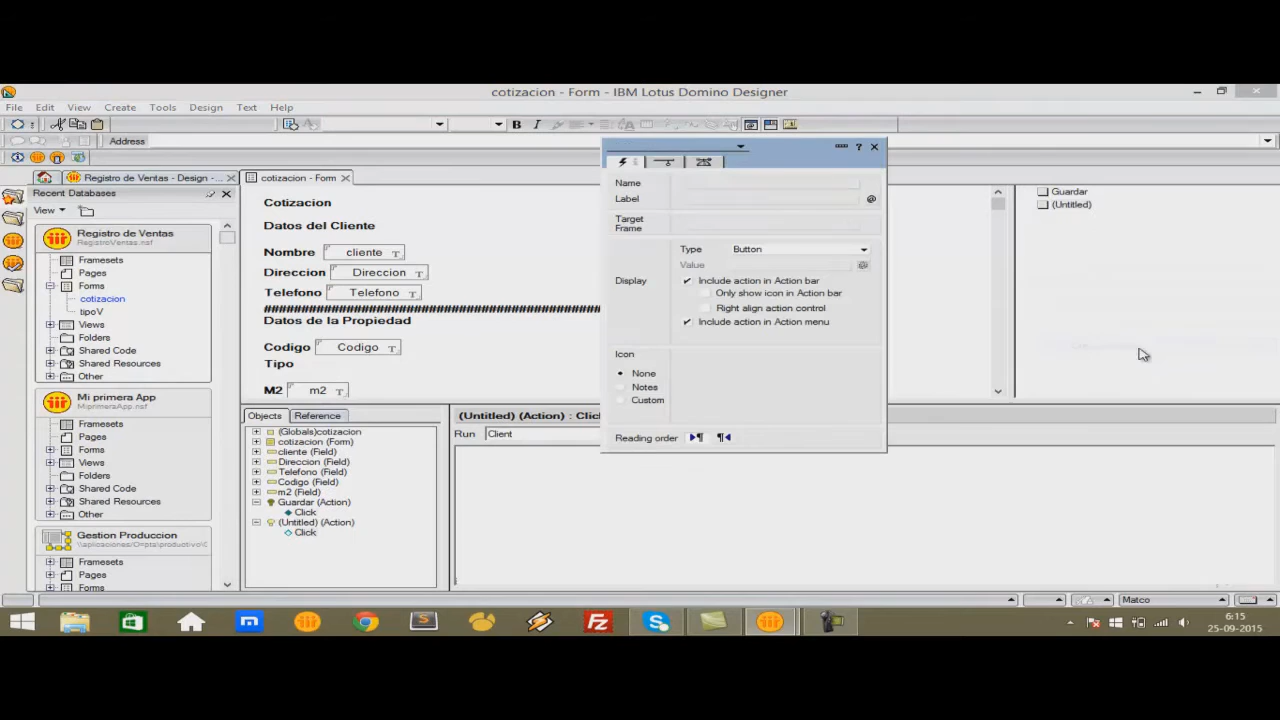 cotizacion - Form - IBM Lotus Domino Designer
File Edit View Create Tools Design Edit Text Help
B I
Address
Registro de Ventas - Design - ...
cotizacion - Form
Recent Databases
View
Registro de Ventas
RegistroVentas.nsf
Framesets
Pages
Forms
cotizacion
tipoV
Views
Folders
Shared Code
Shared Resources
Other
Mi primera App
MiprimeraApp.nsf
Framesets
Pages
Forms
Views
Folders
Shared Code
Shared Resources
Other
Gestion Produccion
Framesets
Pages
Forms
Cotizacion
Datos del Cliente
Nombre cliente T
Direccion Direccion T
Telefono Telefono T
##########################################
Datos de la Propiedad
Codigo Codigo T
Tipo
M2 m2 T
Name
Label
Target
Frame
Type Button
Value
Display
Include action in Action bar
Only show icon in Action bar
Right align action control
Include action in Action menu
Icon
None
Notes
Custom
Reading order
Guardar
(Untitled)
Objects Reference
(Globals)cotizacion
cotizacion (Form)
cliente (Field)
Direccion (Field)
Telefono (Field)
Codigo (Field)
m2 (Field)
Guardar (Action)
Click
(Untitled) (Action)
Click
(Untitled) (Action) : Clic
Run Client
Matco
6:15
25-09-2015